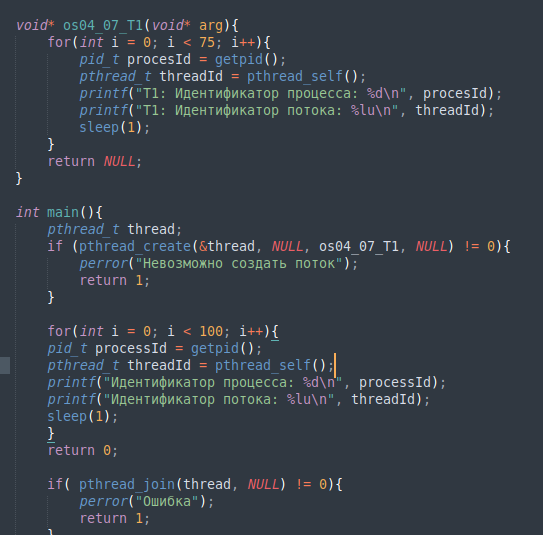 void* os04_07_T1(void* arg){
    for(int i = 0; i < 75; i++){
        pid_t procesId = getpid();
        pthread_t threadId = pthread_self();
        printf("T1: Идентификатор процесса: %d\n", procesId);
        printf("T1: Идентификатор потока: %lu\n", threadId);
        sleep(1);
    }
    return NULL;
}

int main(){
    pthread_t thread;
    if (pthread_create(&thread, NULL, os04_07_T1, NULL) != 0){
        perror("Невозможно создать поток");
        return 1;
    }

    for(int i = 0; i < 100; i++){
    pid_t processId = getpid();
    pthread_t threadId = pthread_self();
    printf("Идентификатор процесса: %d\n", processId);
    printf("Идентификатор потока: %lu\n", threadId);
    sleep(1);
    }
    return 0;

    if( pthread_join(thread, NULL) != 0){
        perror("Ошибка");
        return 1;
    }